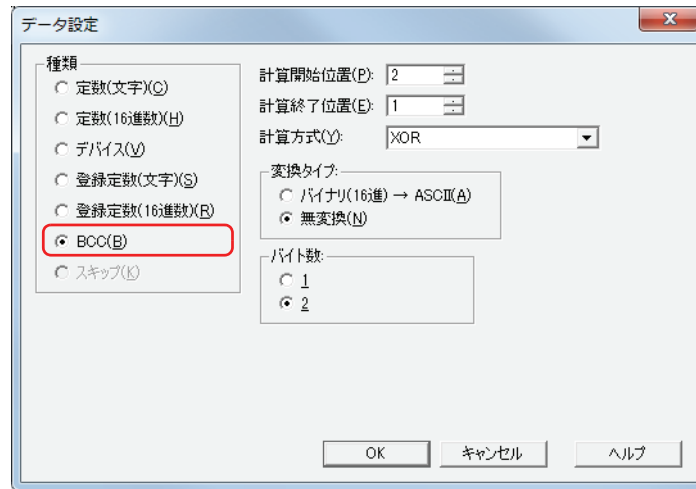 データ設定
種類
定数(文字)(C)
定数(16進数)(H)
デバイス(V)
登録定数(文字)(S)
登録定数(16進数)(R)
BCC(B)
スキップ(K)
計算開始位置(P): 2
計算終了位置(E): 1
計算方式(Y): XOR
変換タイプ:
バイナリ(16進) → ASCII(A)
無変換(N)
バイト数:
1
2
OK キャンセル ヘルプ